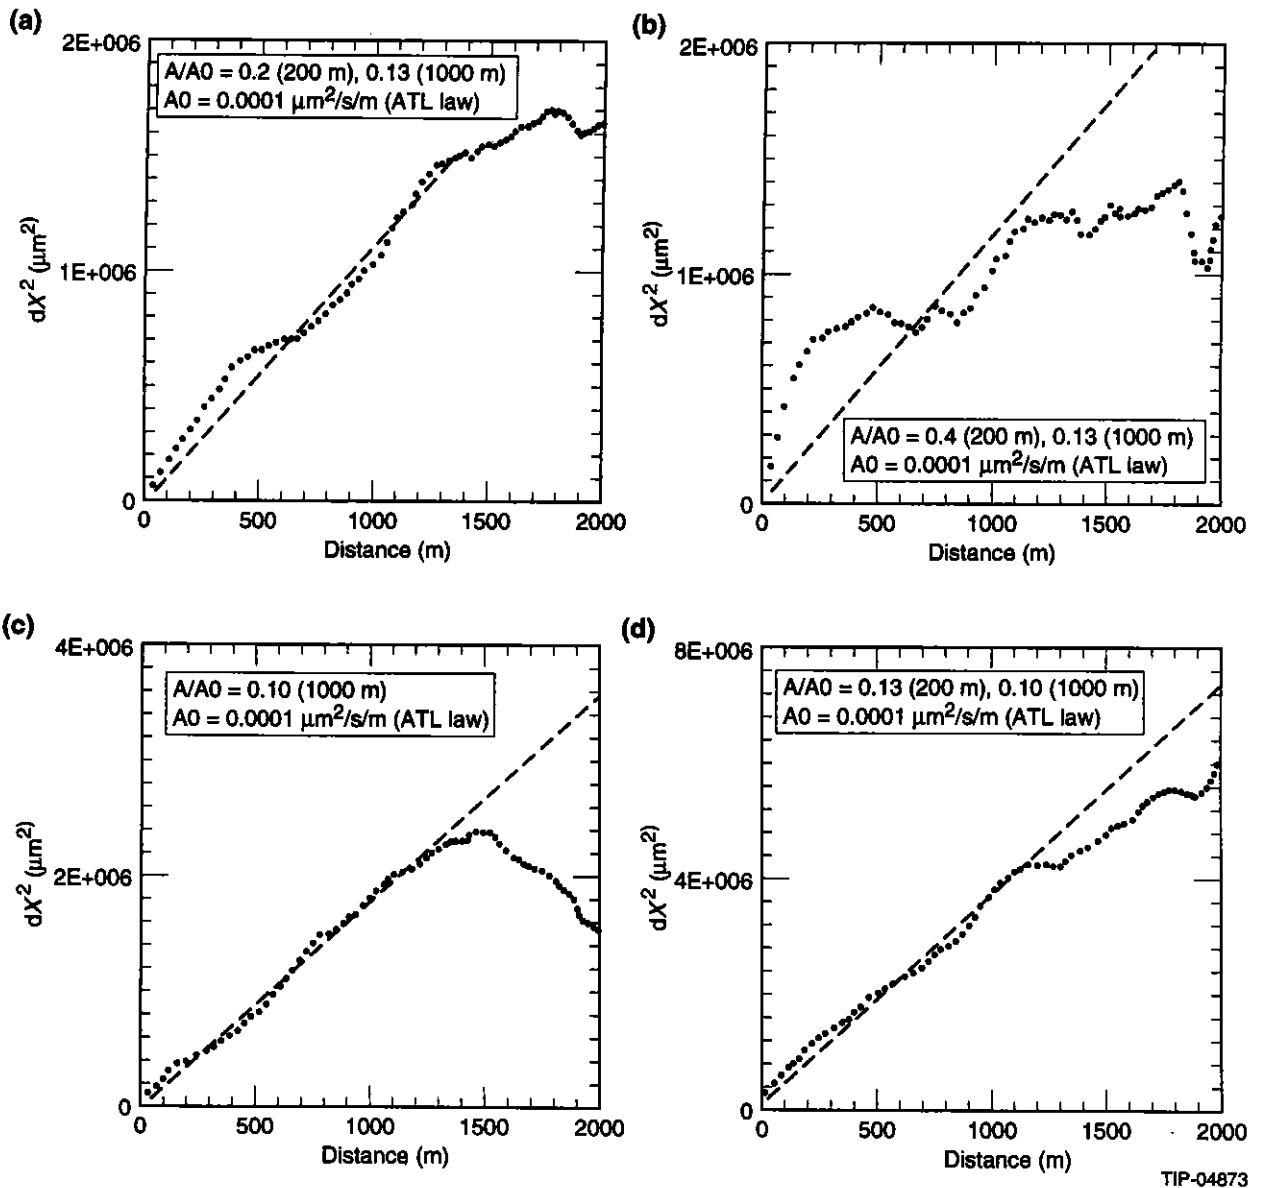 (a)
2E+006
A/A0 = 0.2 (200 m), 0.13 (1000 m)
A0 = 0.0001 μm²/s/m (ATL law)
dX² (μm²)
1E+006
0
0 500 1000 1500 2000
Distance (m)
(b)
2E+006
dX² (μm²)
1E+006
A/A0 = 0.4 (200 m), 0.13 (1000 m)
A0 = 0.0001 μm²/s/m (ATL law)
0
0 500 1000 1500 2000
Distance (m)
(c)
4E+006
A/A0 = 0.10 (1000 m)
A0 = 0.0001 μm²/s/m (ATL law)
dX² (μm²)
2E+006
0
0 500 1000 1500 2000
Distance (m)
(d)
8E+006
A/A0 = 0.13 (200 m), 0.10 (1000 m)
A0 = 0.0001 μm²/s/m (ATL law)
dX² (μm²)
4E+006
0
0 500 1000 1500 2000
Distance (m)
TIP-04873